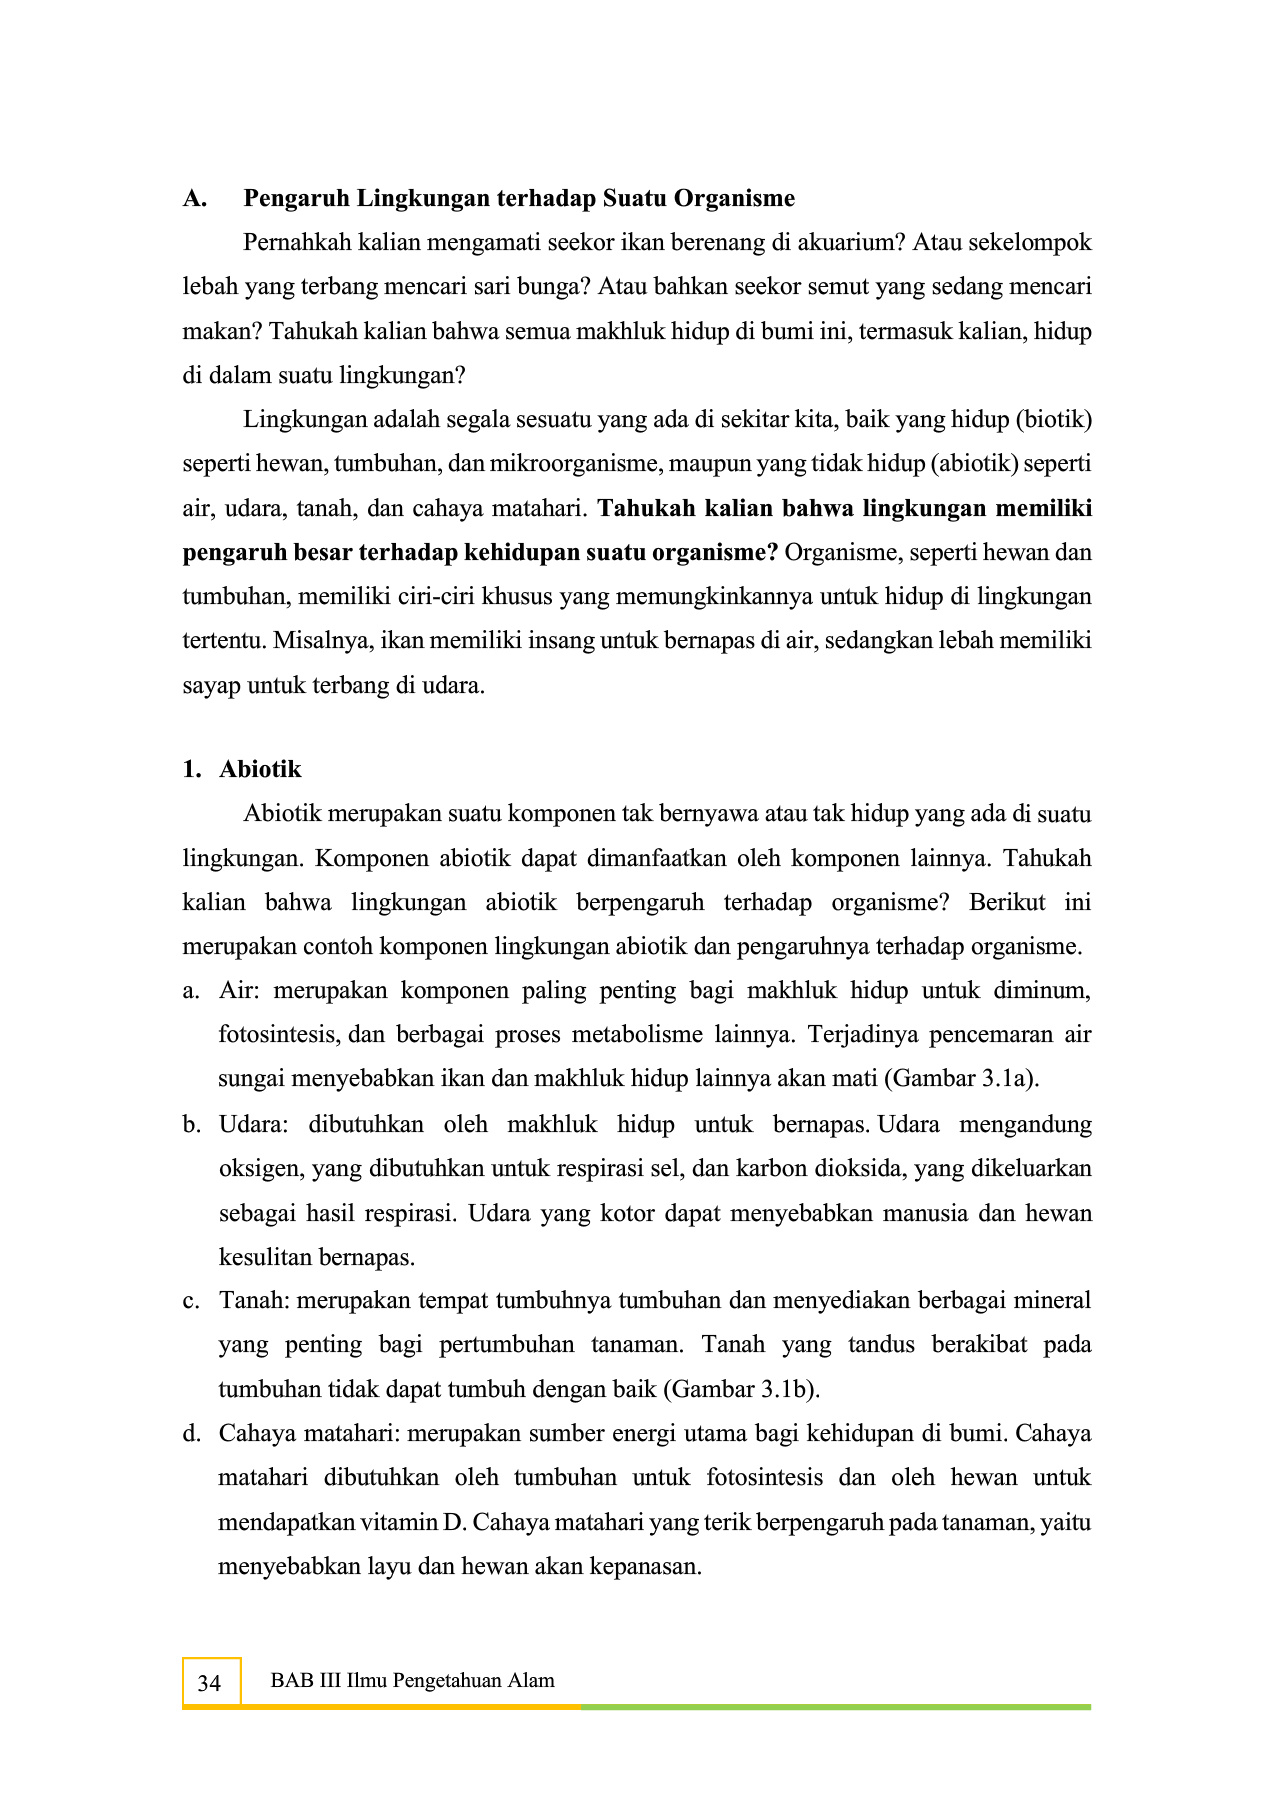 A. Pengaruh Lingkungan terhadap Suatu Organisme
Pernahkah kalian mengamati seekor ikan berenang di akuarium? Atau sekelompok
lebah yang terbang mencari sari bunga? Atau bahkan seekor semut yang sedang mencari
makan? Tahukah kalian bahwa semua makhluk hidup di bumi ini, termasuk kalian, hidup
di dalam suatu lingkungan?
Lingkungan adalah segala sesuatu yang ada di sekitar kita, baik yang hidup (biotik)
seperti hewan, tumbuhan, dan mikroorganisme, maupun yang tidak hidup (abiotik) seperti
air, udara, tanah, dan cahaya matahari. Tahukah kalian bahwa lingkungan memiliki
pengaruh besar terhadap kehidupan suatu organisme? Organisme, seperti hewan dan
tumbuhan, memiliki ciri-ciri khusus yang memungkinkannya untuk hidup di lingkungan
tertentu. Misalnya, ikan memiliki insang untuk bernapas di air, sedangkan lebah memiliki
sayap untuk terbang di udara.
1. Abiotik
Abiotik merupakan suatu komponen tak bernyawa atau tak hidup yang ada di suatu
lingkungan. Komponen abiotik dapat dimanfaatkan oleh komponen lainnya. Tahukah
kalian bahwa lingkungan abiotik berpengaruh terhadap organisme? Berikut ini
merupakan contoh komponen lingkungan abiotik dan pengaruhnya terhadap organisme.
a. Air: merupakan komponen paling penting bagi makhluk hidup untuk diminum,
fotosintesis, dan berbagai proses metabolisme lainnya. Terjadinya pencemaran air
sungai menyebabkan ikan dan makhluk hidup lainnya akan mati (Gambar 3.1a).
b. Udara: dibutuhkan oleh makhluk hidup untuk bernapas. Udara mengandung
oksigen, yang dibutuhkan untuk respirasi sel, dan karbon dioksida, yang dikeluarkan
sebagai hasil respirasi. Udara yang kotor dapat menyebabkan manusia dan hewan
kesulitan bernapas.
c. Tanah: merupakan tempat tumbuhnya tumbuhan dan menyediakan berbagai mineral
yang penting bagi pertumbuhan tanaman. Tanah yang tandus berakibat pada
tumbuhan tidak dapat tumbuh dengan baik (Gambar 3.1b).
d. Cahaya matahari: merupakan sumber energi utama bagi kehidupan di bumi. Cahaya
matahari dibutuhkan oleh tumbuhan untuk fotosintesis dan oleh hewan untuk
mendapatkan vitamin D. Cahaya matahari yang terik berpengaruh pada tanaman, yaitu
menyebabkan layu dan hewan akan kepanasan.
34 BAB III Ilmu Pengetahuan Alam